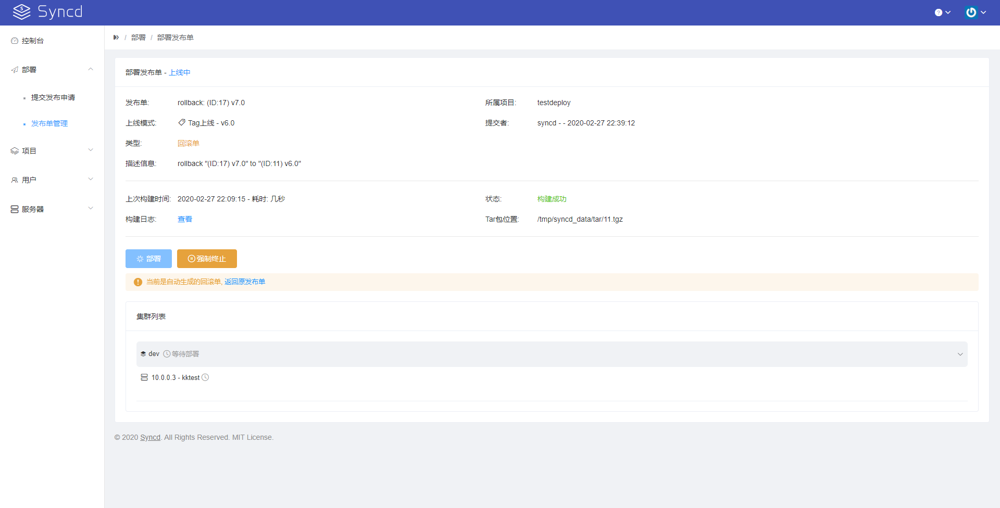 Syncd
控制台
部署
提交发布申请
发布单管理
项目
用户
服务器
/ 部署 / 部署发布单
部署发布单 - 上线中
发布单: rollback: (ID:17) v7.0 所属项目: testdeploy
上线模式: Tag上线 - v6.0 提交者: syncd - - 2020-02-27 22:39:12
类型: 回滚单
描述信息: rollback "(ID:17) v7.0" to "(ID:11) v6.0"
上次构建时间: 2020-02-27 22:09:15 - 耗时: 几秒 状态: 构建成功
构建日志: 查看 Tar包位置: /tmp/syncd_data/tar/11.tgz
部署 强制终止
当前是自动生成的回滚单, 返回原发布单
集群列表
dev 等待部署
10.0.0.3 - kktest
© 2020 Syncd. All Rights Reserved. MIT License.